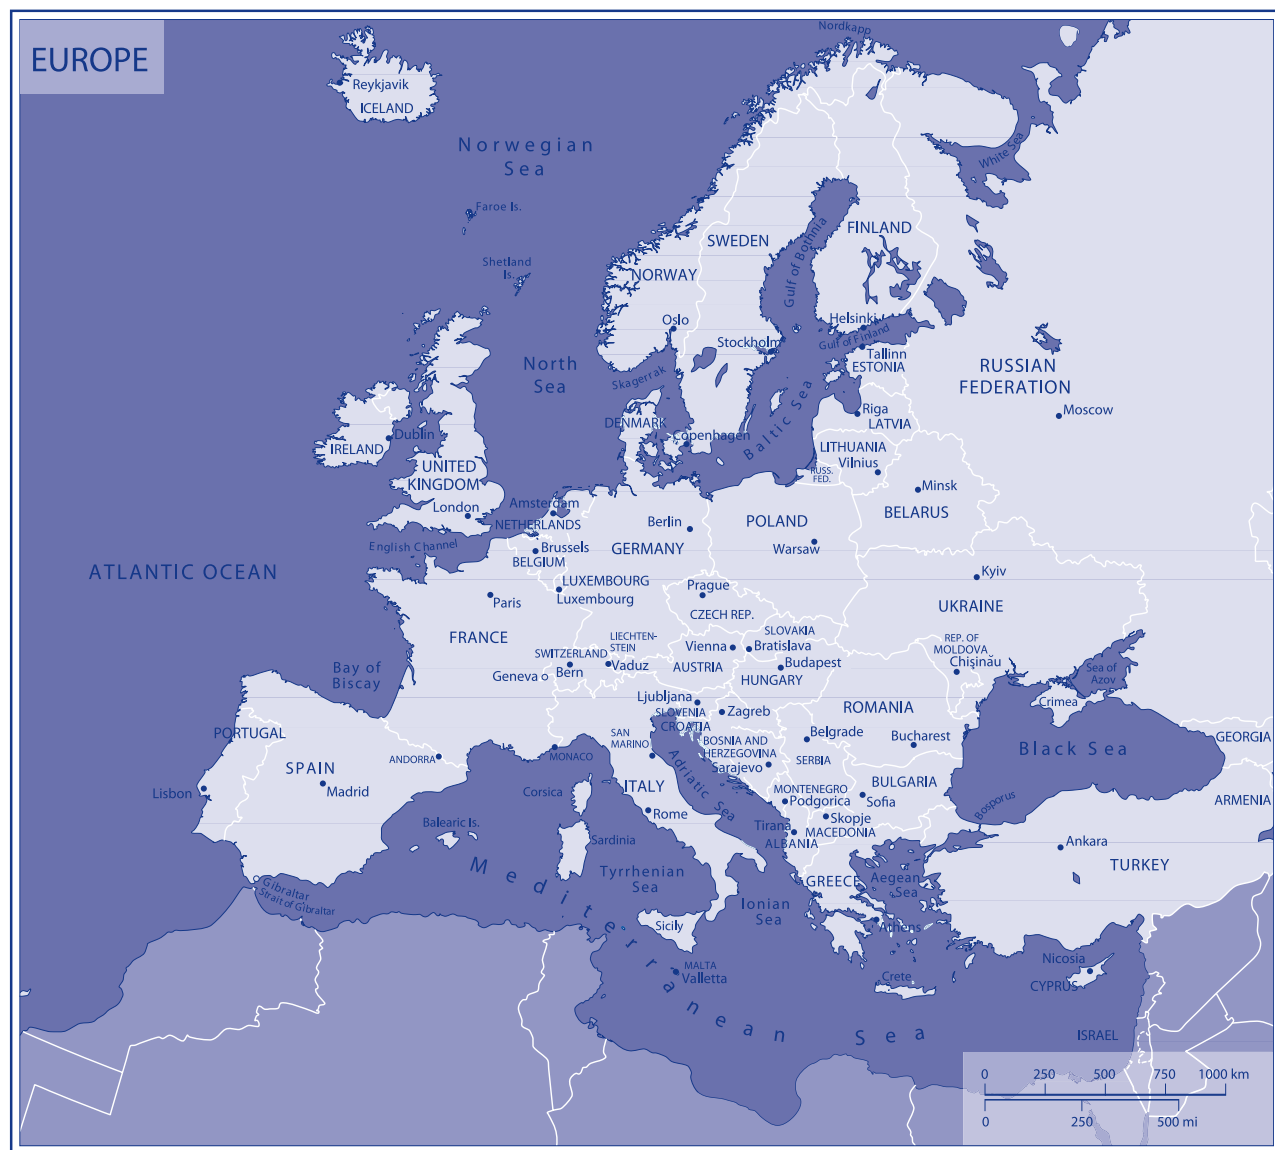 EUROPE
Nordkapp
Reykjavik
ICELAND
Norwegian
Sea
White Sea
Faroe Is.
Shetland
Is.
SWEDEN
FINLAND
Gulf of Bothnia
NORWAY
Oslo
Helsinki
Stockholm
Gulf of Finland
Tallinn
ESTONIA
North
Sea
Skagerrak
RUSSIAN
FEDERATION
Moscow
Baltic Sea
Riga
LATVIA
DENMARK
Copenhagen
Dublin
IRELAND
UNITED
KINGDOM
London
LITHUANIA
Vilnius
RUSS.
FED.
Minsk
BELARUS
Amsterdam
NETHERLANDS
Berlin
POLAND
Warsaw
English Channel
Brussels
BELGIUM
GERMANY
ATLANTIC OCEAN
LUXEMBOURG
Luxembourg
Prague
CZECH REP.
Kyiv
UKRAINE
Paris
FRANCE
LIECHTEN-
STEIN
SLOVAKIA
Vienna
Bratislava
REP. OF
MOLDOVA
Chişinău
SWITZERLAND
Bern
Vaduz
AUSTRIA
Budapest
HUNGARY
Geneva
Bay of
Biscay
Sea of
Azov
Crimea
Ljubljana
SLOVENIA
Zagreb
CROATIA
ROMANIA
PORTUGAL
SAN
MARINO
BOSNIA AND
HERZEGOVINA
Sarajevo
Belgrade
SERBIA
Bucharest
Black Sea
GEORGIA
ANDORRA
MONACO
SPAIN
Madrid
Lisbon
Corsica
ITALY
Adriatic Sea
Rome
MONTENEGRO
Podgorica
BULGARIA
Sofia
Bosporus
ARMENIA
Balearic Is.
Sardinia
Tirana
ALBANIA
Skopje
MACEDONIA
Ankara
TURKEY
Mediterranean Sea
Tyrrhenian
Sea
GREECE
Aegean
Sea
Gibraltar
Strait of Gibraltar
Ionian
Sea
Sicily
Athens
MALTA
Valletta
Crete
Nicosia
CYPRUS
ISRAEL
0 250 500 750 1000 km
0 250 500 mi